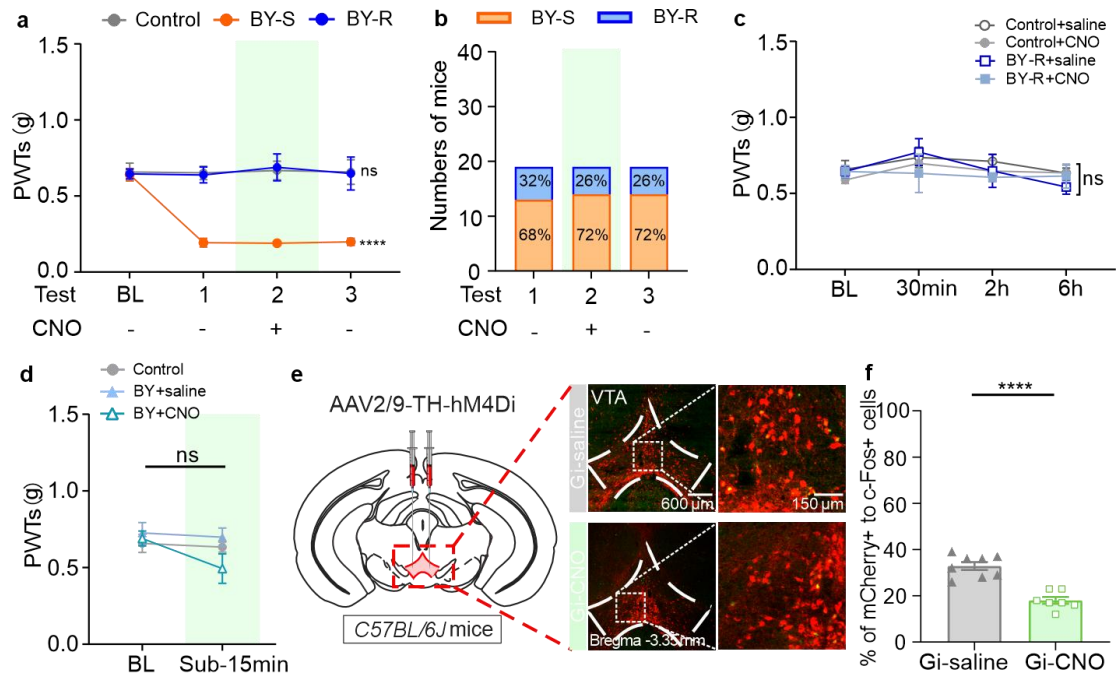 a
Control BY-S BY-R
1.5
1.0
0.5
0.0
PWTs (g)
ns
****
Test BL 1 2 3
CNO - - + -
b
BY-S BY-R
40
30
20
10
0
Numbers of mice
32% 26% 26%
68% 72% 72%
1 2 3
- + -
c
Control+saline
Control+CNO
BY-R+saline
BY-R+CNO
1.5
1.0
0.5
0.0
PWTs (g)
ns
BL 30min 2h 6h
d
Control
BY+saline
BY+CNO
1.5
1.0
0.5
0.0
PWTs (g)
ns
BL Sub-15min
e
AAV2/9-TH-hM4Di
C57BL/6J mice
Gi-saline
VTA
600 μm
150 μm
Gi-CNO
Bregma -3.35mm
f
****
100
80
60
40
20
0
% of mCherry+ to c-Fos+ cells
Gi-saline Gi-CNO